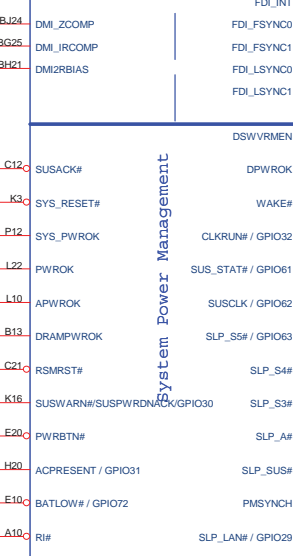 FDI_INT
BJ24 DMI_ZCOMP FDI_FSYNC0
BG25 DMI_IRCOMP FDI_FSYNC1
BH21 DMI2RBIAS FDI_LSYNC0
FDI_LSYNC1
DSWVRMEN
C12 SUSACK# DPWROK
K3 SYS_RESET# WAKE#
P12 SYS_PWROK CLKRUN# / GPIO32
L22 PWROK SUS_STAT# / GPIO61
L10 APWROK SUSCLK / GPIO62
B13 DRAMPWROK SLP_S5# / GPIO63
C21 RSMRST# SLP_S4#
K16 SUSWARN#/SUSPWRDNACK/GPIO30 SLP_S3#
E20 PWRBTN# SLP_A#
H20 ACPRESENT / GPIO31 SLP_SUS#
E10 BATLOW# / GPIO72 PMSYNCH
A10 RI# SLP_LAN# / GPIO29
System Power Management